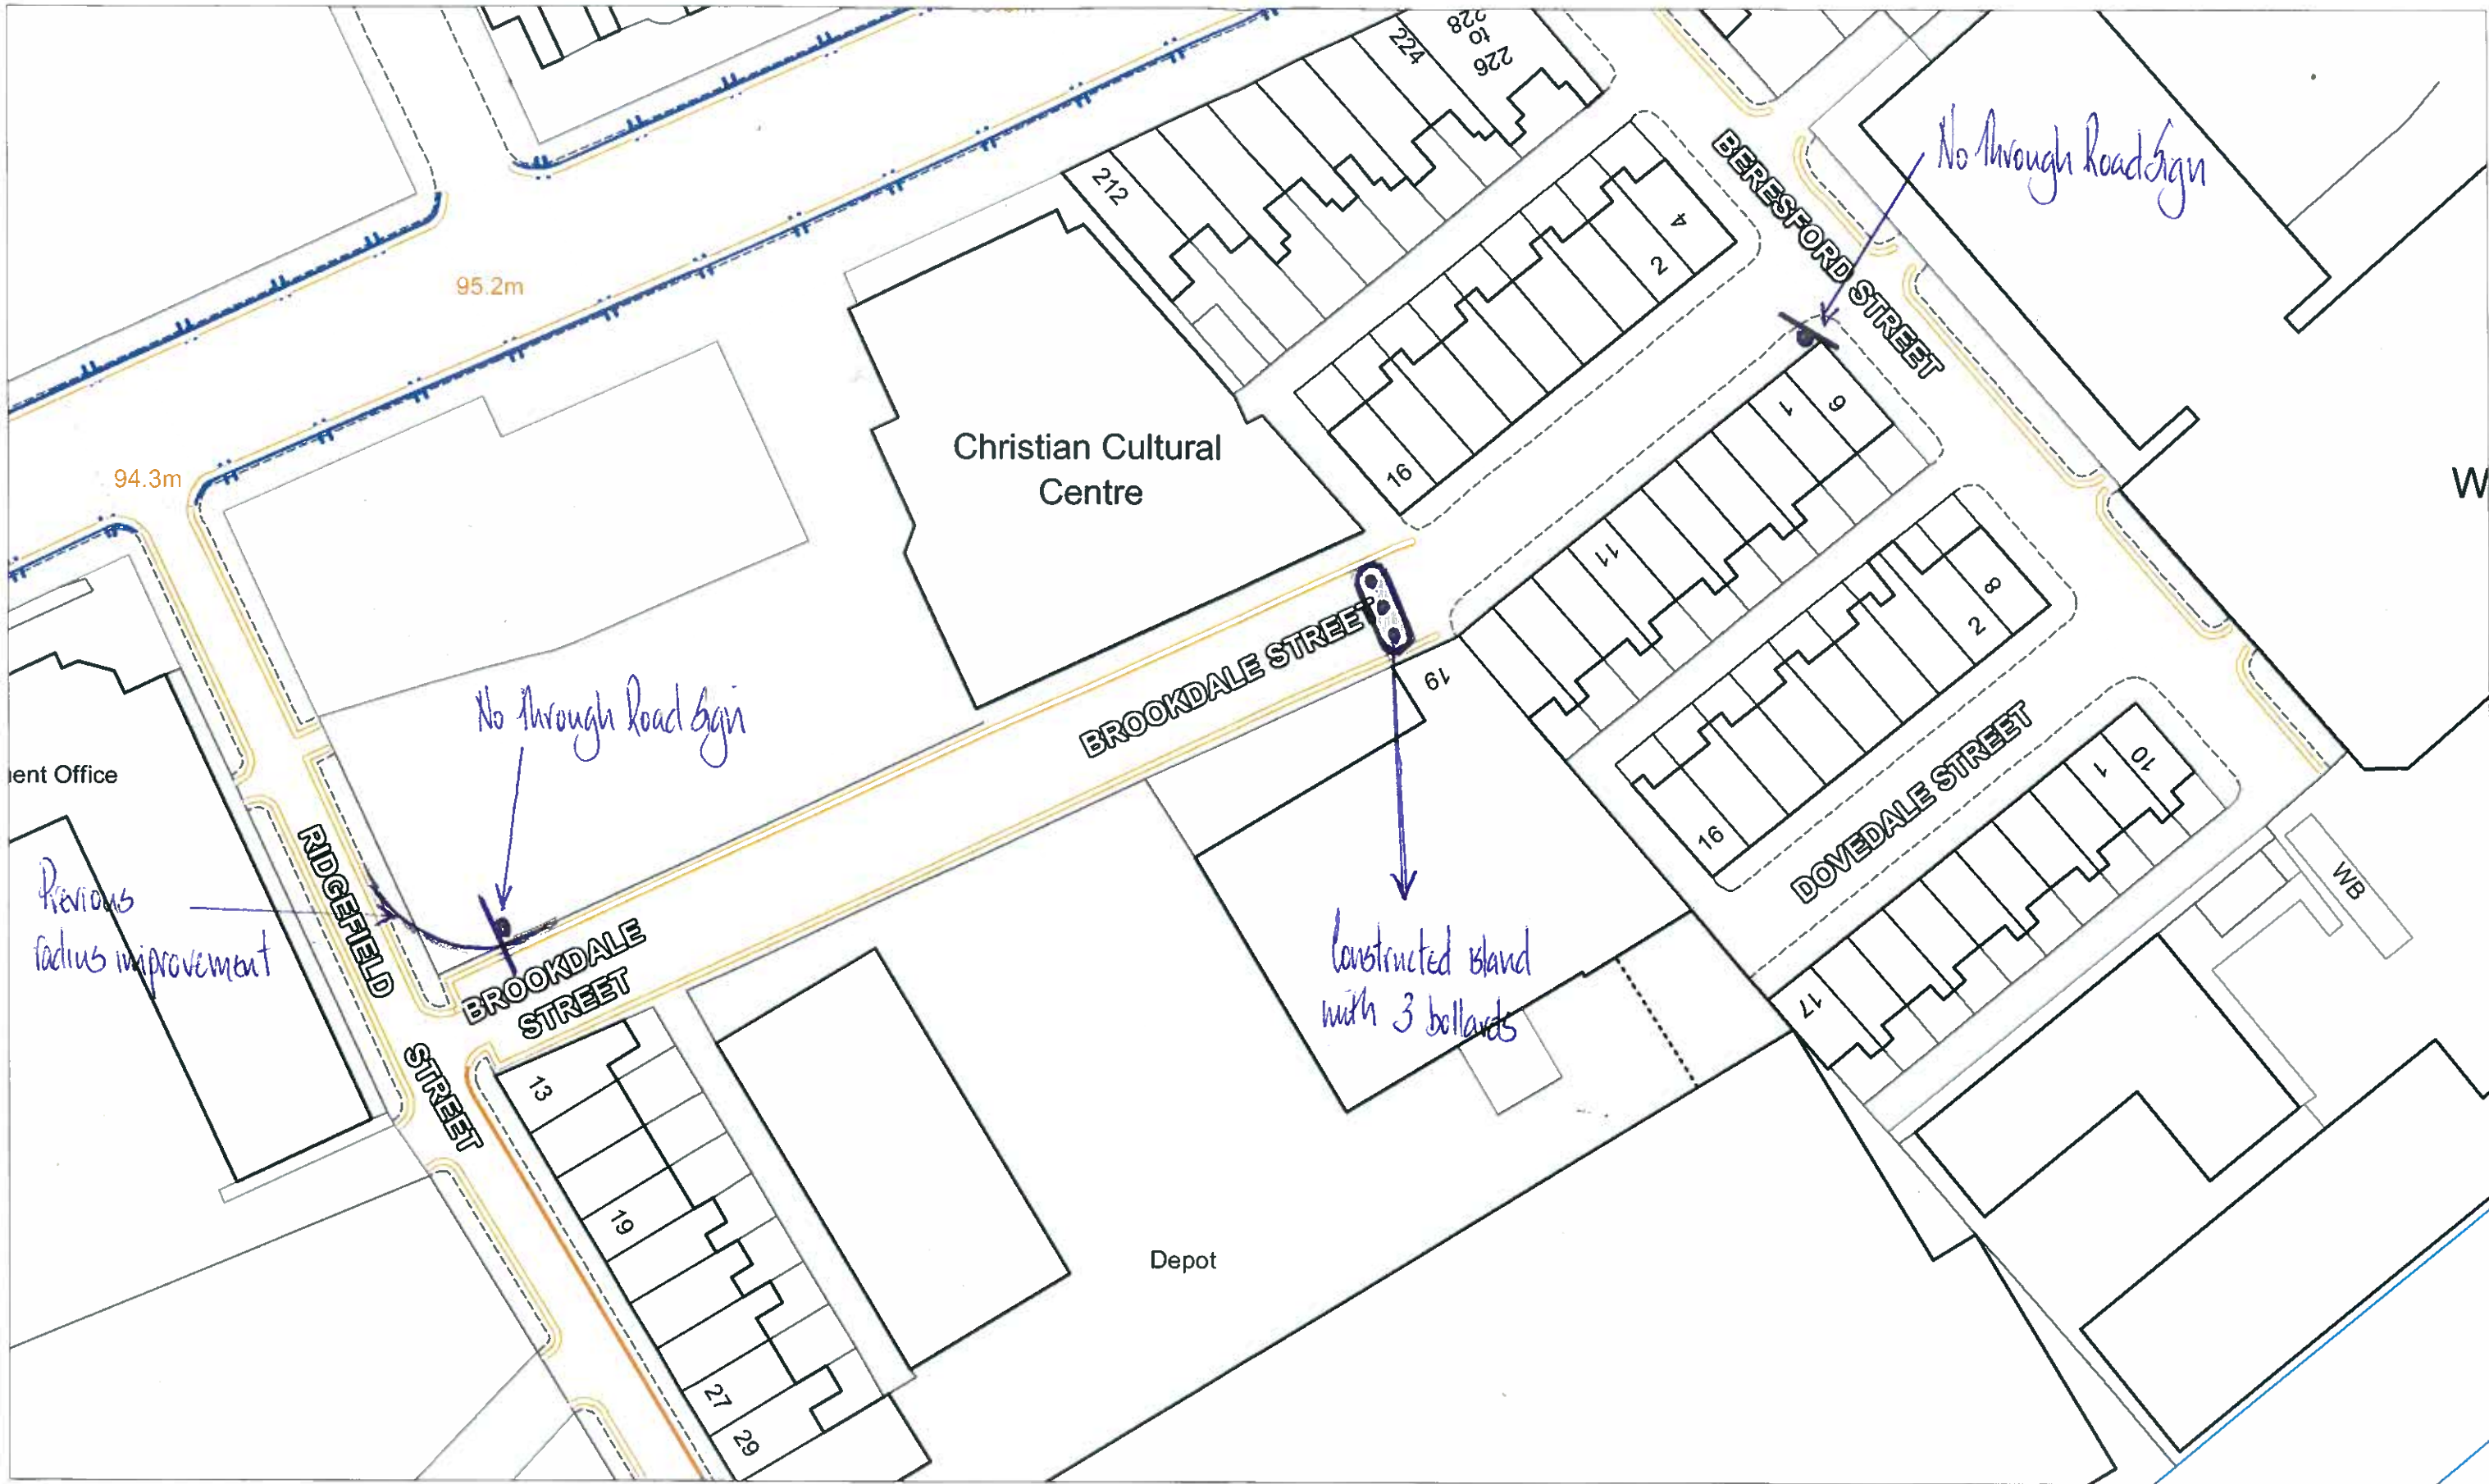 224
226
to
228
212
No Through Road Sign
BERESFORD STREET
4
2
95.2m
94.3m
Christian Cultural
Centre
16
1
6
11
W
BROOKDALE STREET
19
8
2
No Through Road Sign
DOVEDALE STREET
16
1
10
17
WB
ent Office
RIDGEFIELD
STREET
Previous
radius improvement
BROOKDALE
STREET
Constructed island
with 3 bollards
13
19
27
29
Depot